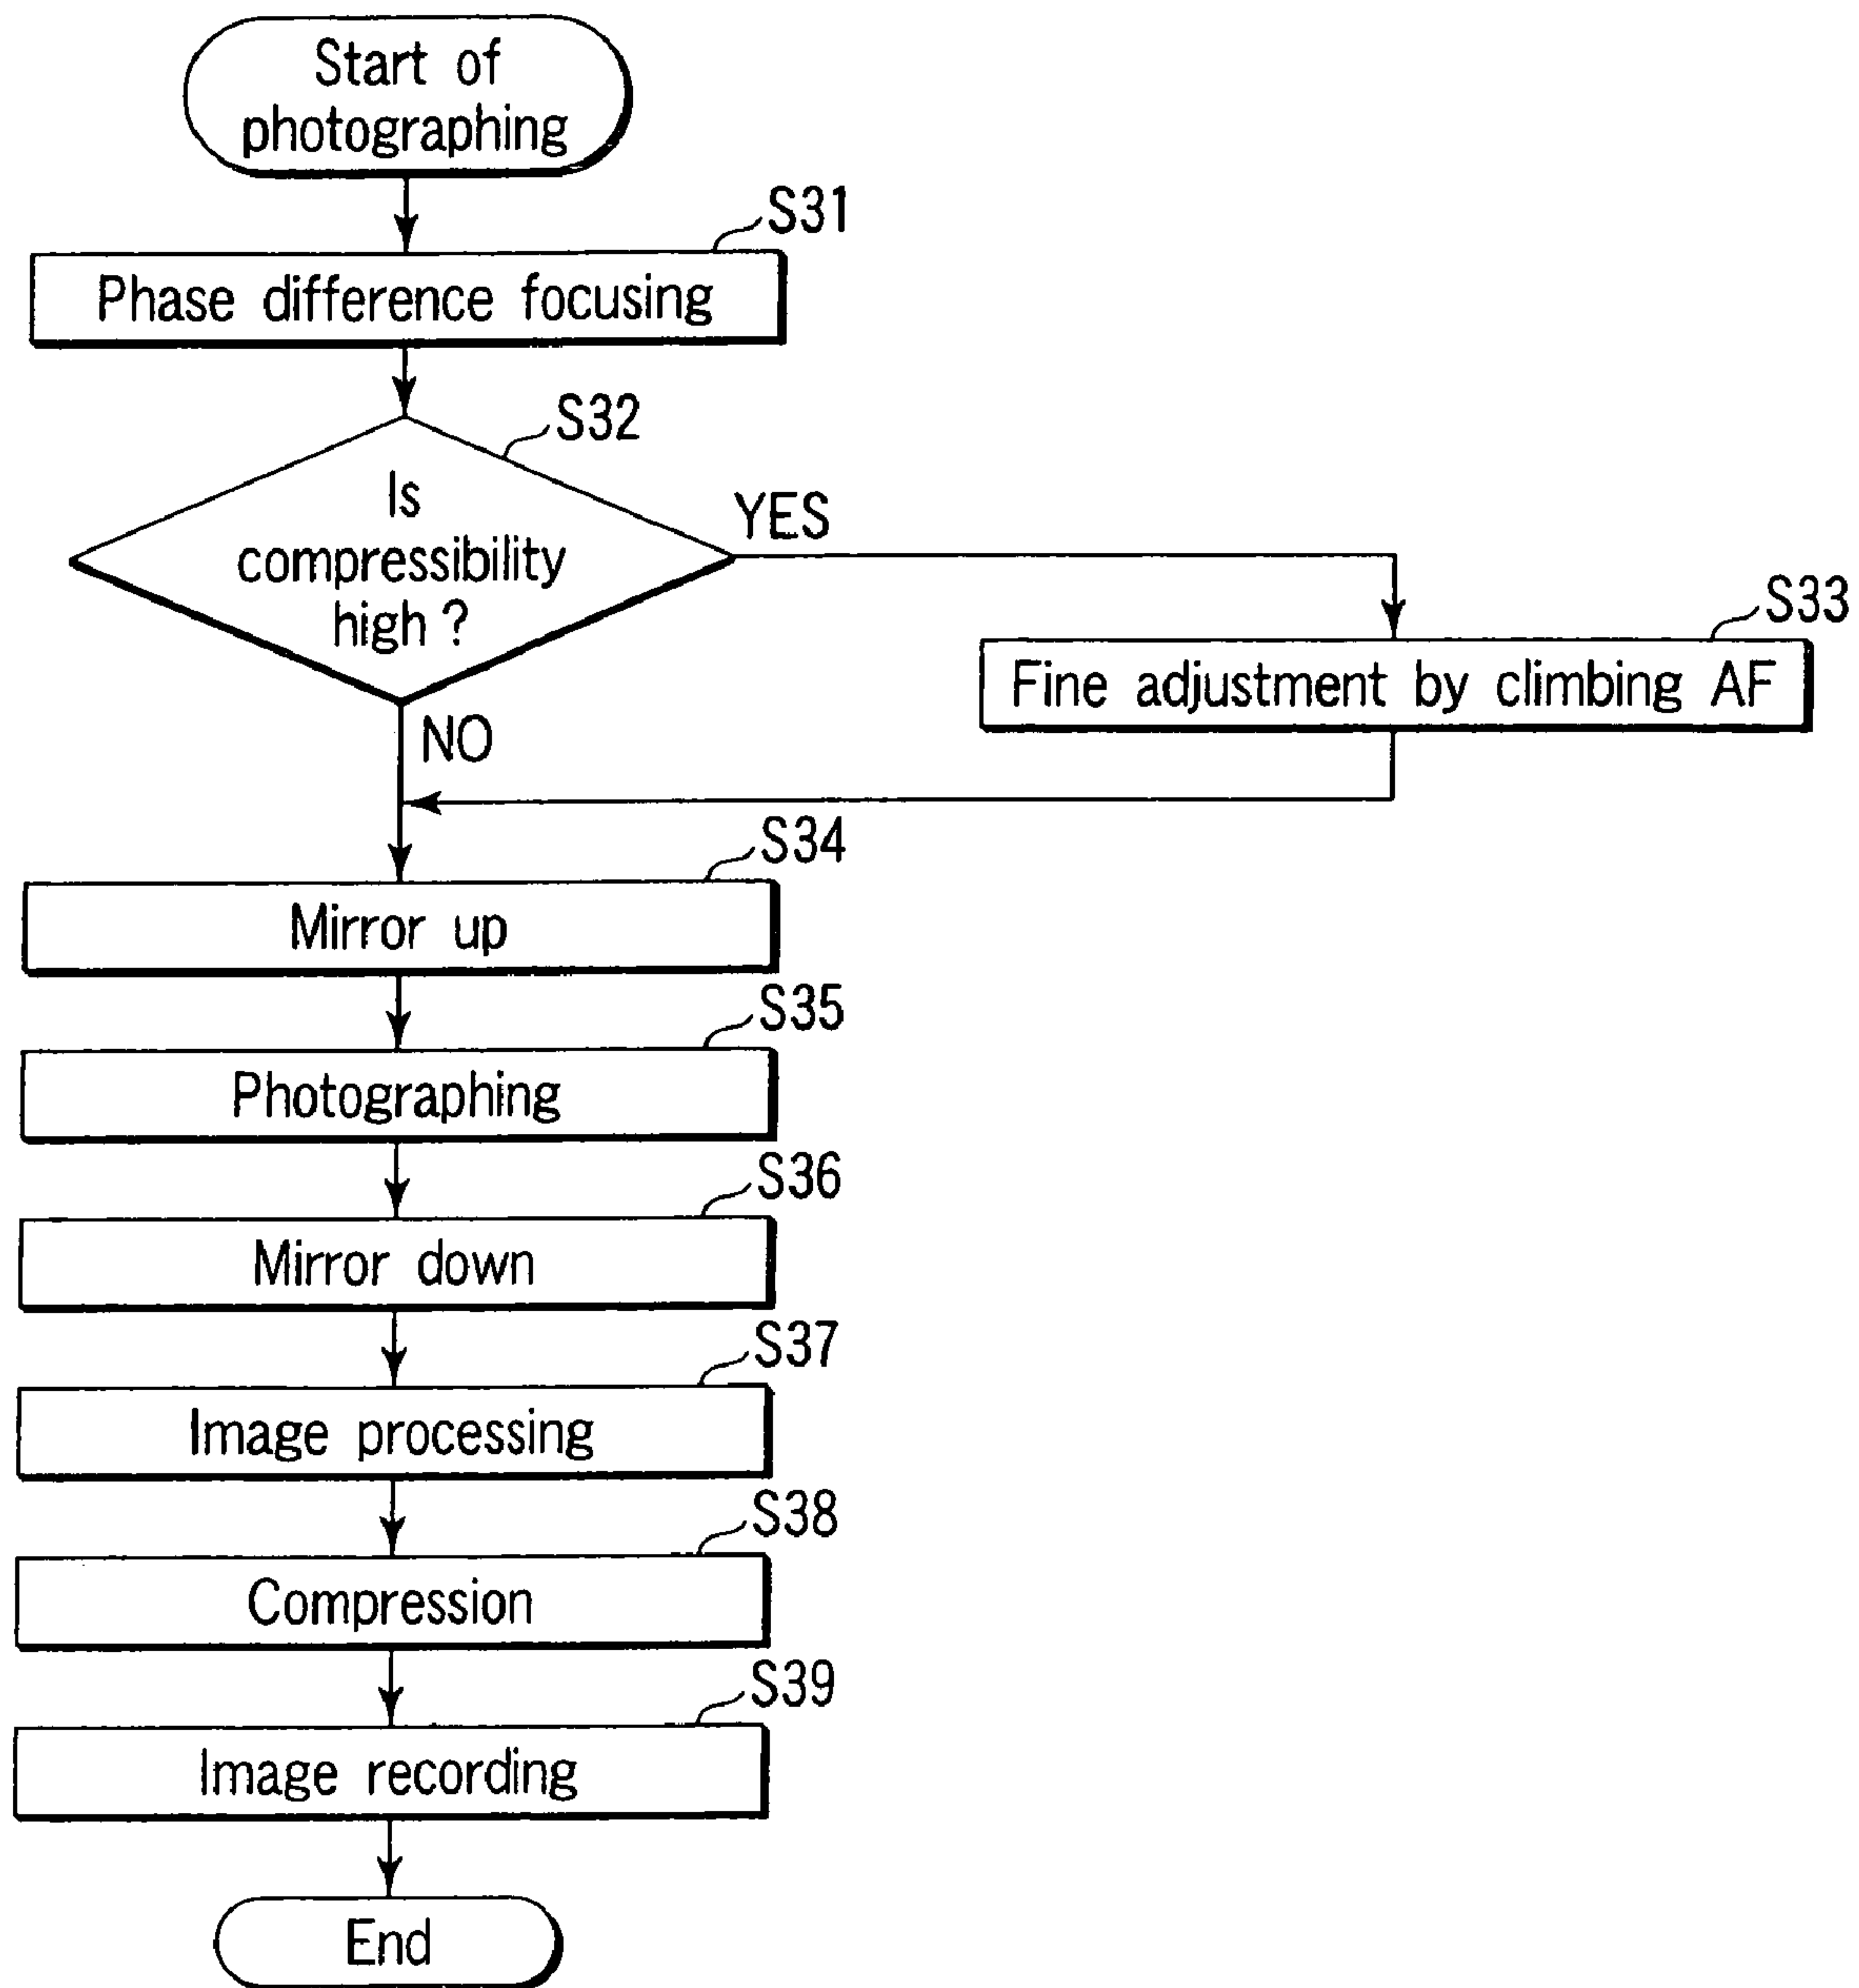 Start of
photographing
S31
Phase difference focusing
S32
Is
compressibility
high ?
YES
S33
Fine adjustment by climbing AF
NO
S34
Mirror up
S35
Photographing
S36
Mirror down
S37
Image processing
S38
Compression
S39
Image recording
End